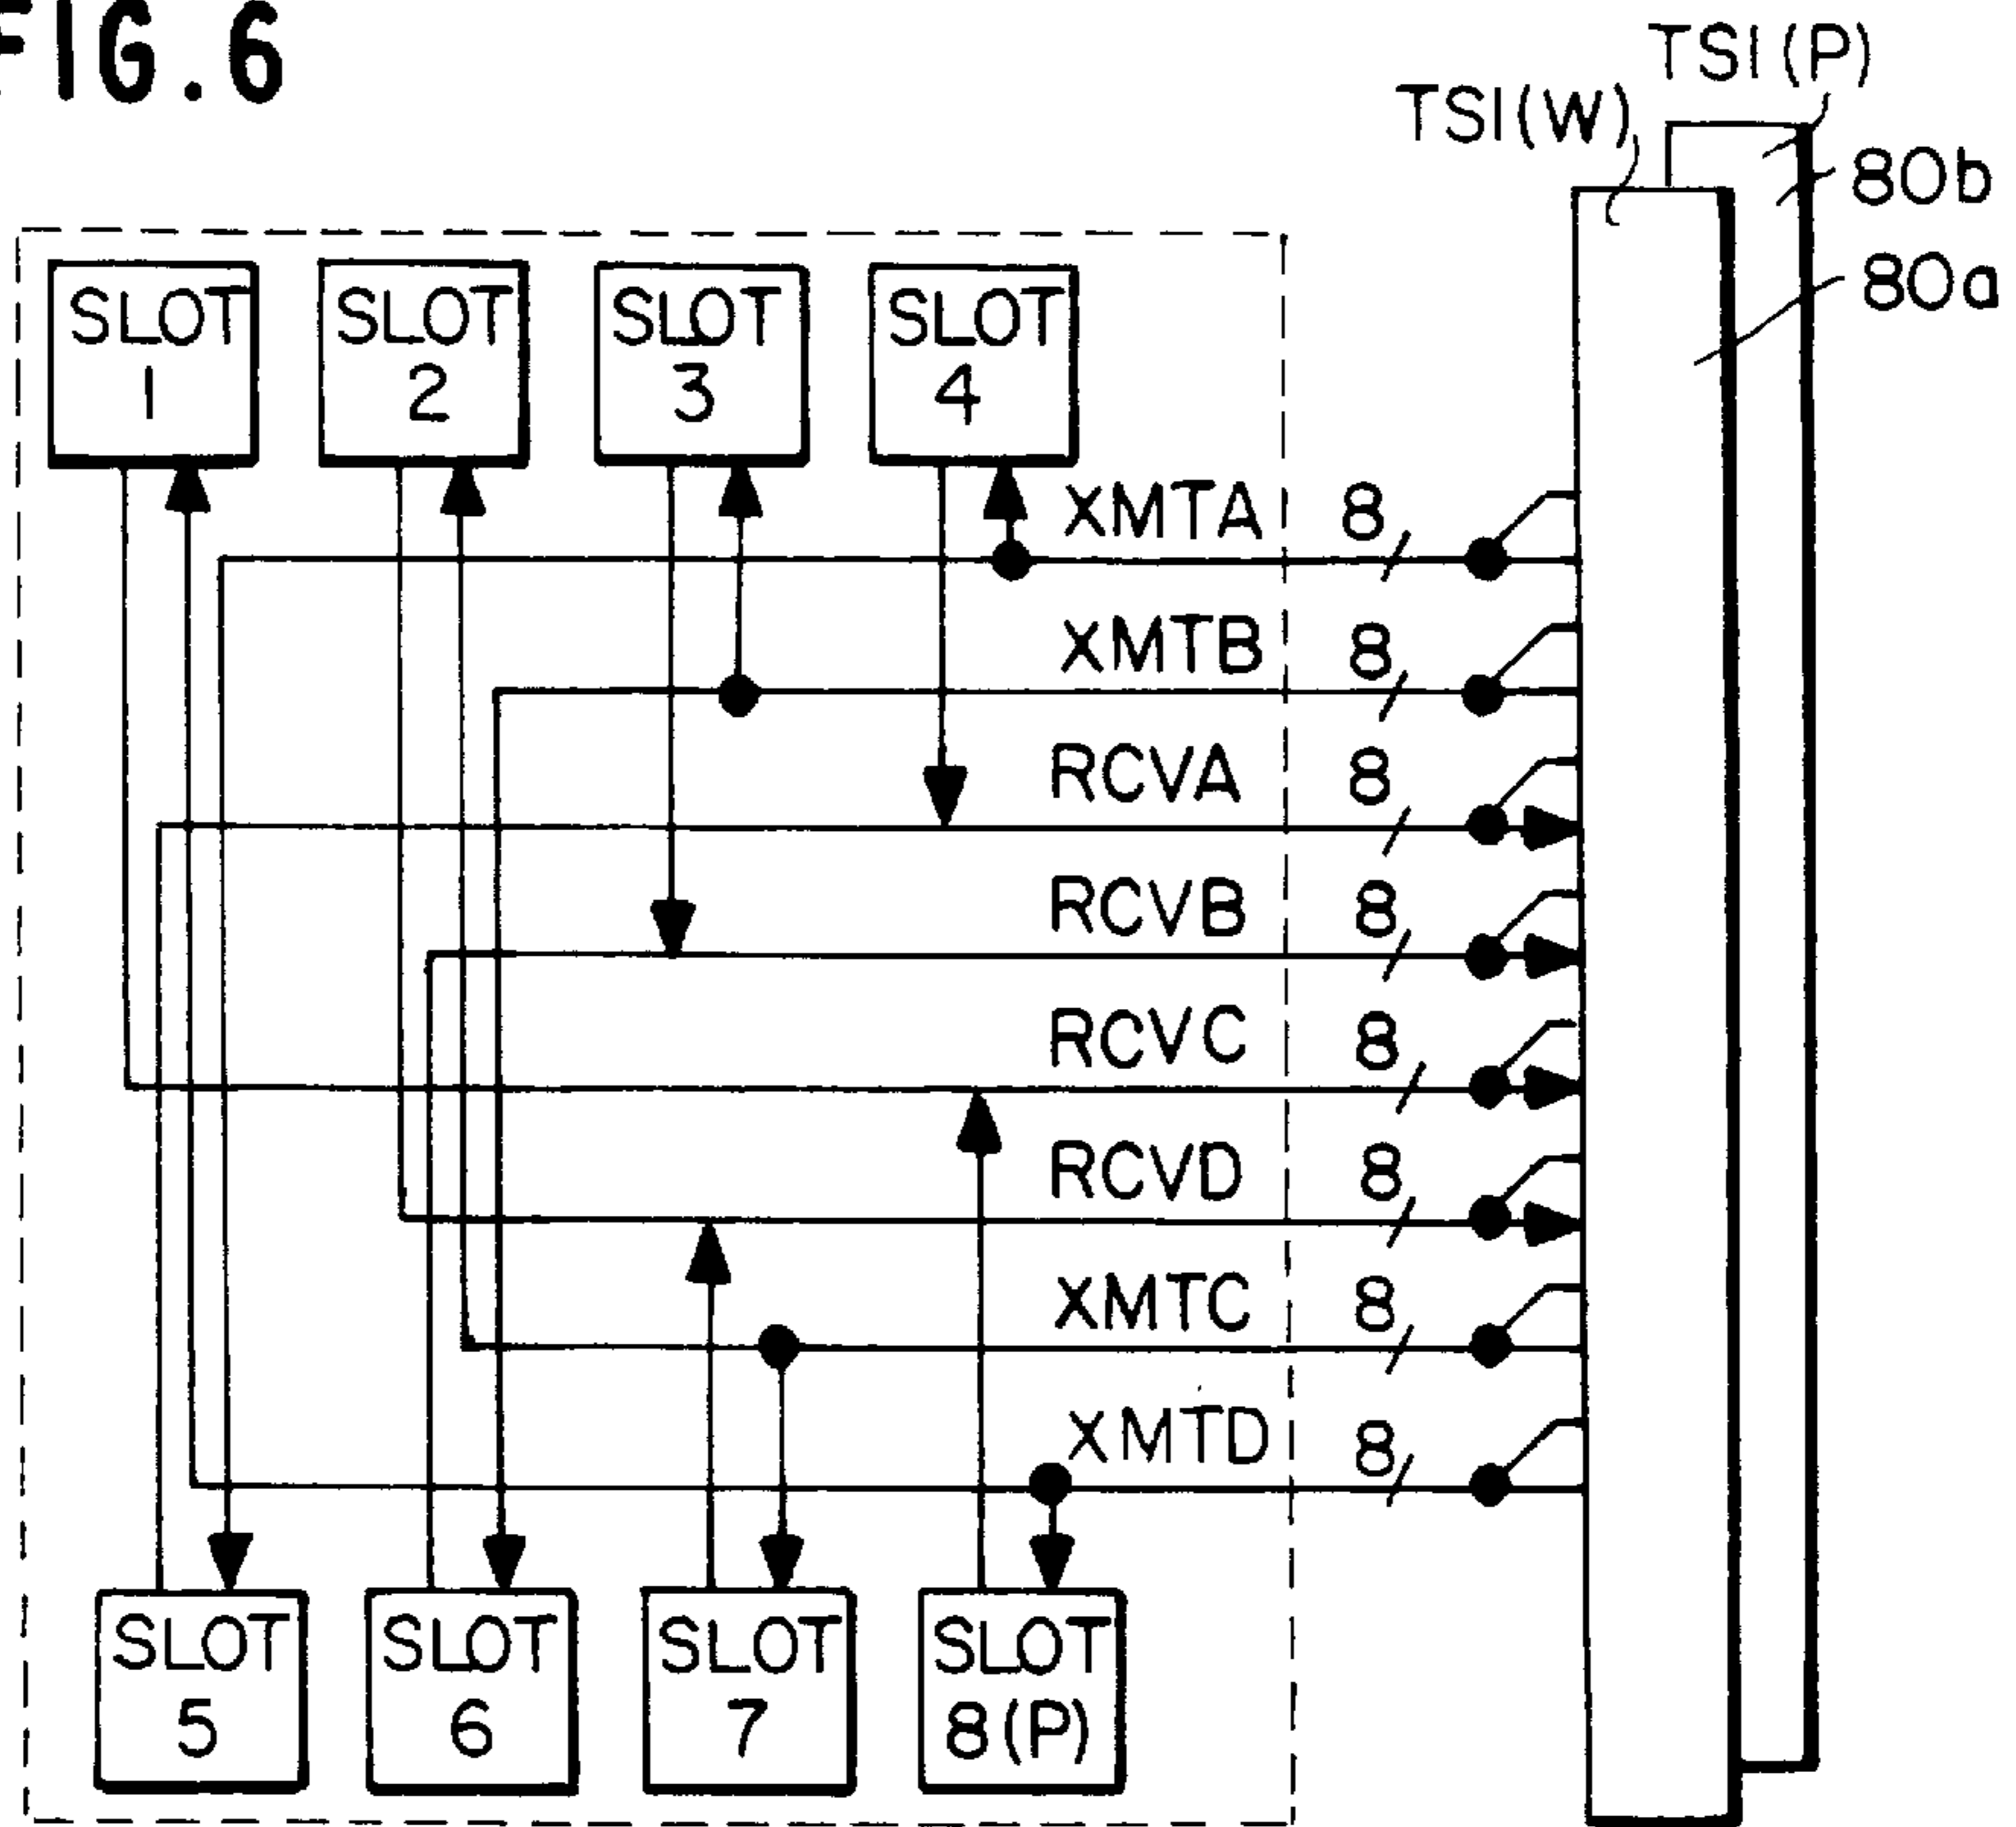 FIG.6
TSI(P)
TSI(W)
80b
80a
SLOT
1
SLOT
2
SLOT
3
SLOT
4
XMTA 8
XMTB 8
RCVA 8
RCVB 8
RCVC 8
RCVD 8
XMTC 8
XMTD 8
SLOT
5
SLOT
6
SLOT
7
SLOT
8(P)